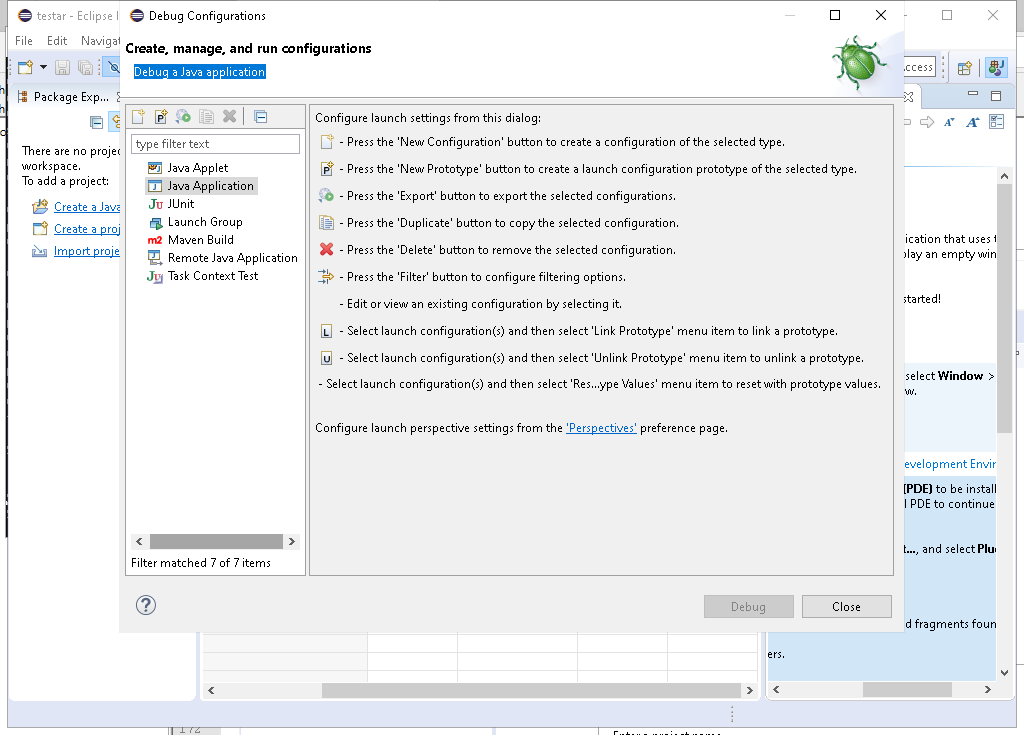 testar - Eclipse I
Debug Configurations
File Edit Navigat
Create, manage, and run configurations
Debug a Java application
ccess
Package Exp...
There are no projec
workspace.
To add a project:
Create a Java
Create a proj
Import proje
type filter text
Java Applet
Java Application
JUnit
Launch Group
Maven Build
Remote Java Application
Task Context Test
Filter matched 7 of 7 items
Configure launch settings from this dialog:
- Press the 'New Configuration' button to create a configuration of the selected type.
- Press the 'New Prototype' button to create a launch configuration prototype of the selected type.
- Press the 'Export' button to export the selected configurations.
- Press the 'Duplicate' button to copy the selected configuration.
- Press the 'Delete' button to remove the selected configuration.
- Press the 'Filter' button to configure filtering options.
- Edit or view an existing configuration by selecting it.
- Select launch configuration(s) and then select 'Link Prototype' menu item to link a prototype.
- Select launch configuration(s) and then select 'Unlink Prototype' menu item to unlink a prototype.
- Select launch configuration(s) and then select 'Res...ype Values' menu item to reset with prototype values.
Configure launch perspective settings from the 'Perspectives' preference page.
Debug
Close
ication that uses t
play an empty win
started!
select Window >
w.
evelopment Envir
(PDE) to be install
l PDE to continue
t..., and select Plu
d fragments foun
ers.
172